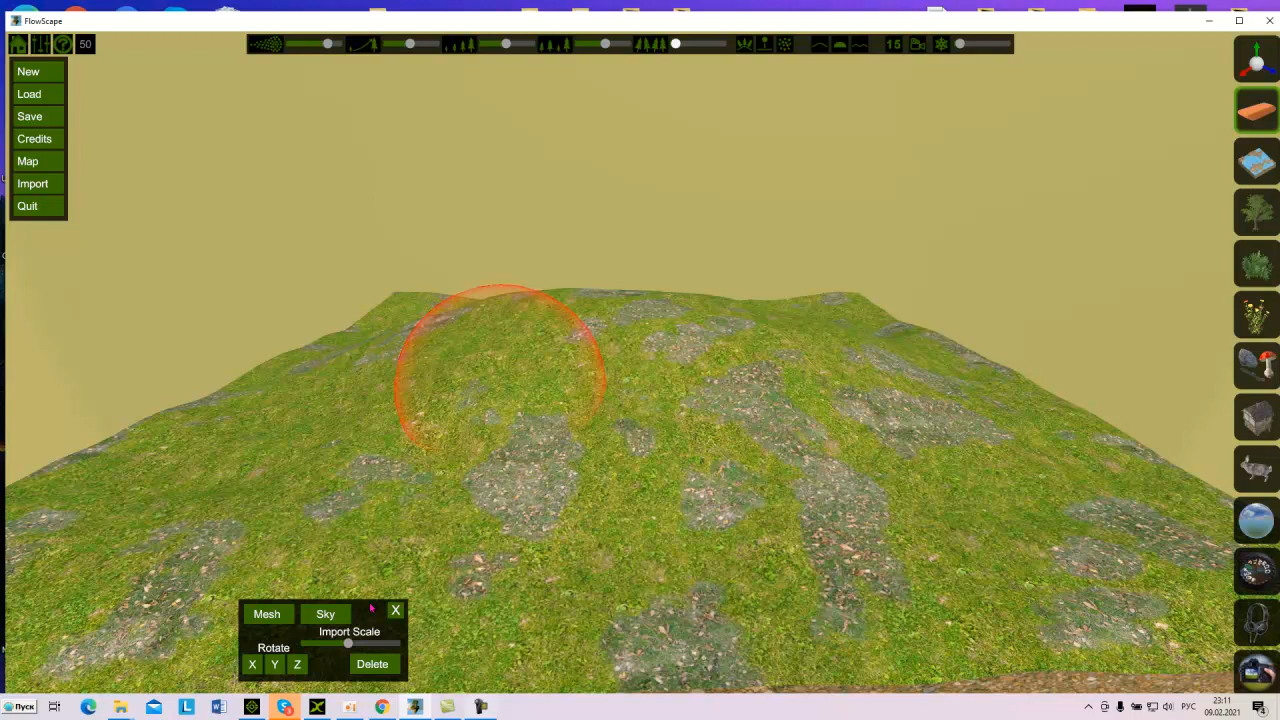 FlowScape
50
15
New
Load
Save
Credits
Map
Import
Quit
Mesh
Sky
X
Import Scale
Rotate
X
Y
Z
Delete
Пуск
РУС
23:11
09.02.2021
4